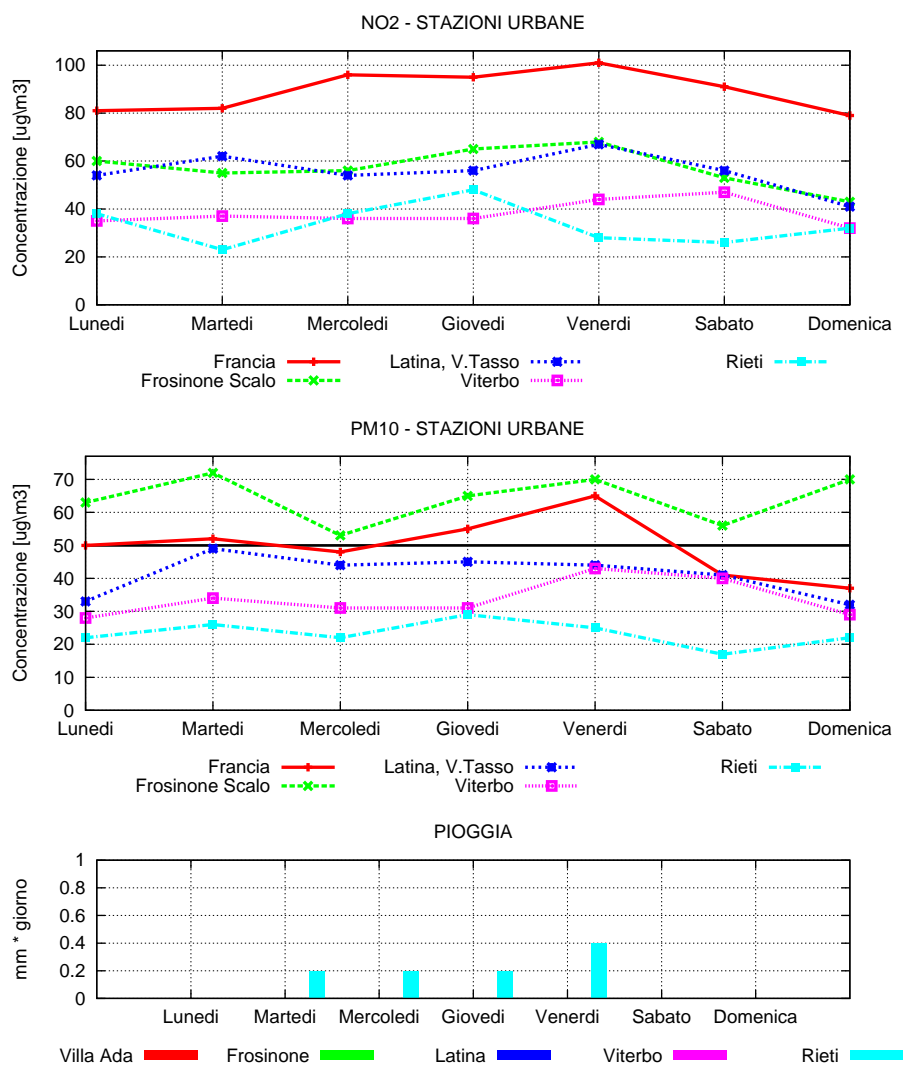 NO2 - STAZIONI URBANE
Concentrazione [ug\m3]
100
80
60
40
20
0
Lunedi Martedi Mercoledi Giovedi Venerdi Sabato Domenica
Francia Latina, V.Tasso Rieti
Frosinone Scalo Viterbo
PM10 - STAZIONI URBANE
Concentrazione [ug\m3]
70
60
50
40
30
20
10
0
Lunedi Martedi Mercoledi Giovedi Venerdi Sabato Domenica
Francia Latina, V.Tasso Rieti
Frosinone Scalo Viterbo
PIOGGIA
mm * giorno
1
0.8
0.6
0.4
0.2
0
Lunedi Martedi Mercoledi Giovedi Venerdi Sabato Domenica
Villa Ada Frosinone Latina Viterbo Rieti